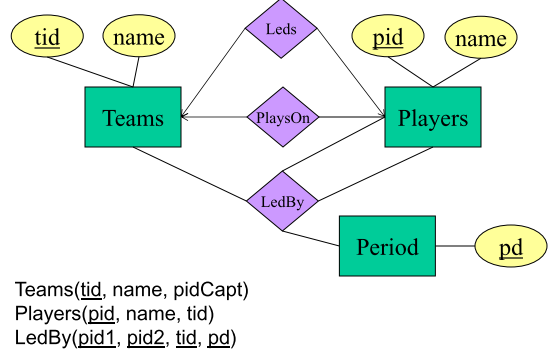 Leds
tid
name
pid
name
Teams
PlaysOn
Players
LedBy
Period
pd
Teams(tid, name, pidCapt)
Players(pid, name, tid)
LedBy(pid1, pid2, tid, pd)